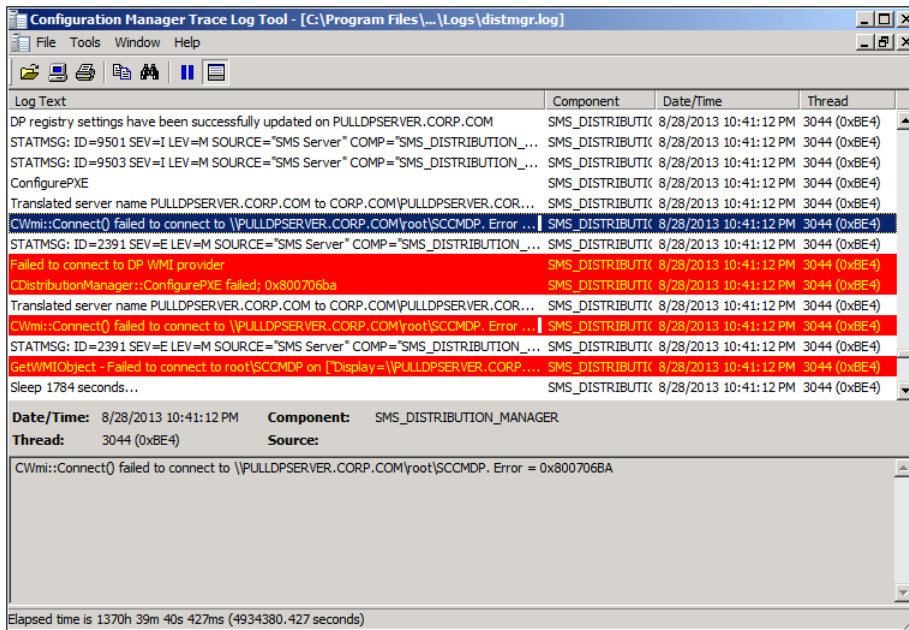 Configuration Manager Trace Log Tool - [C:\Program Files\...\Logs\distmgr.log]
File Tools Window Help
Log Text Component Date/Time Thread
DP registry settings have been successfully updated on PULLDPSERVER.CORP.COM SMS_DISTRIBUTI( 8/28/2013 10:41:12 PM 3044 (0xBE4)
STATMSG: ID=9501 SEV=I LEV=M SOURCE="SMS Server" COMP="SMS_DISTRIBUTION_... SMS_DISTRIBUTI( 8/28/2013 10:41:12 PM 3044 (0xBE4)
STATMSG: ID=9503 SEV=I LEV=M SOURCE="SMS Server" COMP="SMS_DISTRIBUTION_... SMS_DISTRIBUTI( 8/28/2013 10:41:12 PM 3044 (0xBE4)
ConfigurePXE SMS_DISTRIBUTI( 8/28/2013 10:41:12 PM 3044 (0xBE4)
Translated server name PULLDPSERVER.CORP.COM to CORP.COM\PULLDPSERVER.COR... SMS_DISTRIBUTI( 8/28/2013 10:41:12 PM 3044 (0xBE4)
CWmi::Connect() failed to connect to \\PULLDPSERVER.CORP.COM\root\SCCMDP. Error ... SMS_DISTRIBUTI( 8/28/2013 10:41:12 PM 3044 (0xBE4)
STATMSG: ID=2391 SEV=E LEV=M SOURCE="SMS Server" COMP="SMS_DISTRIBUTION_... SMS_DISTRIBUTI( 8/28/2013 10:41:12 PM 3044 (0xBE4)
Failed to connect to DP WMI provider SMS_DISTRIBUTI( 8/28/2013 10:41:12 PM 3044 (0xBE4)
CDistributionManager::ConfigurePXE failed; 0x800706ba SMS_DISTRIBUTI( 8/28/2013 10:41:12 PM 3044 (0xBE4)
Translated server name PULLDPSERVER.CORP.COM to CORP.COM\PULLDPSERVER.COR... SMS_DISTRIBUTI( 8/28/2013 10:41:12 PM 3044 (0xBE4)
CWmi::Connect() failed to connect to \\PULLDPSERVER.CORP.COM\root\SCCMDP. Error ... SMS_DISTRIBUTI( 8/28/2013 10:41:12 PM 3044 (0xBE4)
STATMSG: ID=2391 SEV=E LEV=M SOURCE="SMS Server" COMP="SMS_DISTRIBUTION_... SMS_DISTRIBUTI( 8/28/2013 10:41:12 PM 3044 (0xBE4)
GetWMIObject - Failed to connect to root\SCCMDP on ["Display=\\PULLDPSERVER.CORP.... SMS_DISTRIBUTI( 8/28/2013 10:41:12 PM 3044 (0xBE4)
Sleep 1784 seconds... SMS_DISTRIBUTI( 8/28/2013 10:41:12 PM 3044 (0xBE4)
Date/Time: 8/28/2013 10:41:12 PM Component: SMS_DISTRIBUTION_MANAGER
Thread: 3044 (0xBE4) Source:
CWmi::Connect() failed to connect to \\PULLDPSERVER.CORP.COM\root\SCCMDP. Error = 0x800706BA
Elapsed time is 1370h 39m 40s 427ms (4934380.427 seconds)